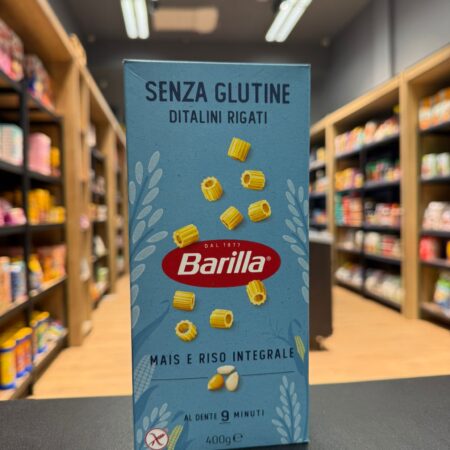 SENZA GLUTINE
DITALINI RIGATI
DAL 1877
Barilla®
MAIS E RISO INTEGRALE
AL DENTE 9 MINUTI
400g e